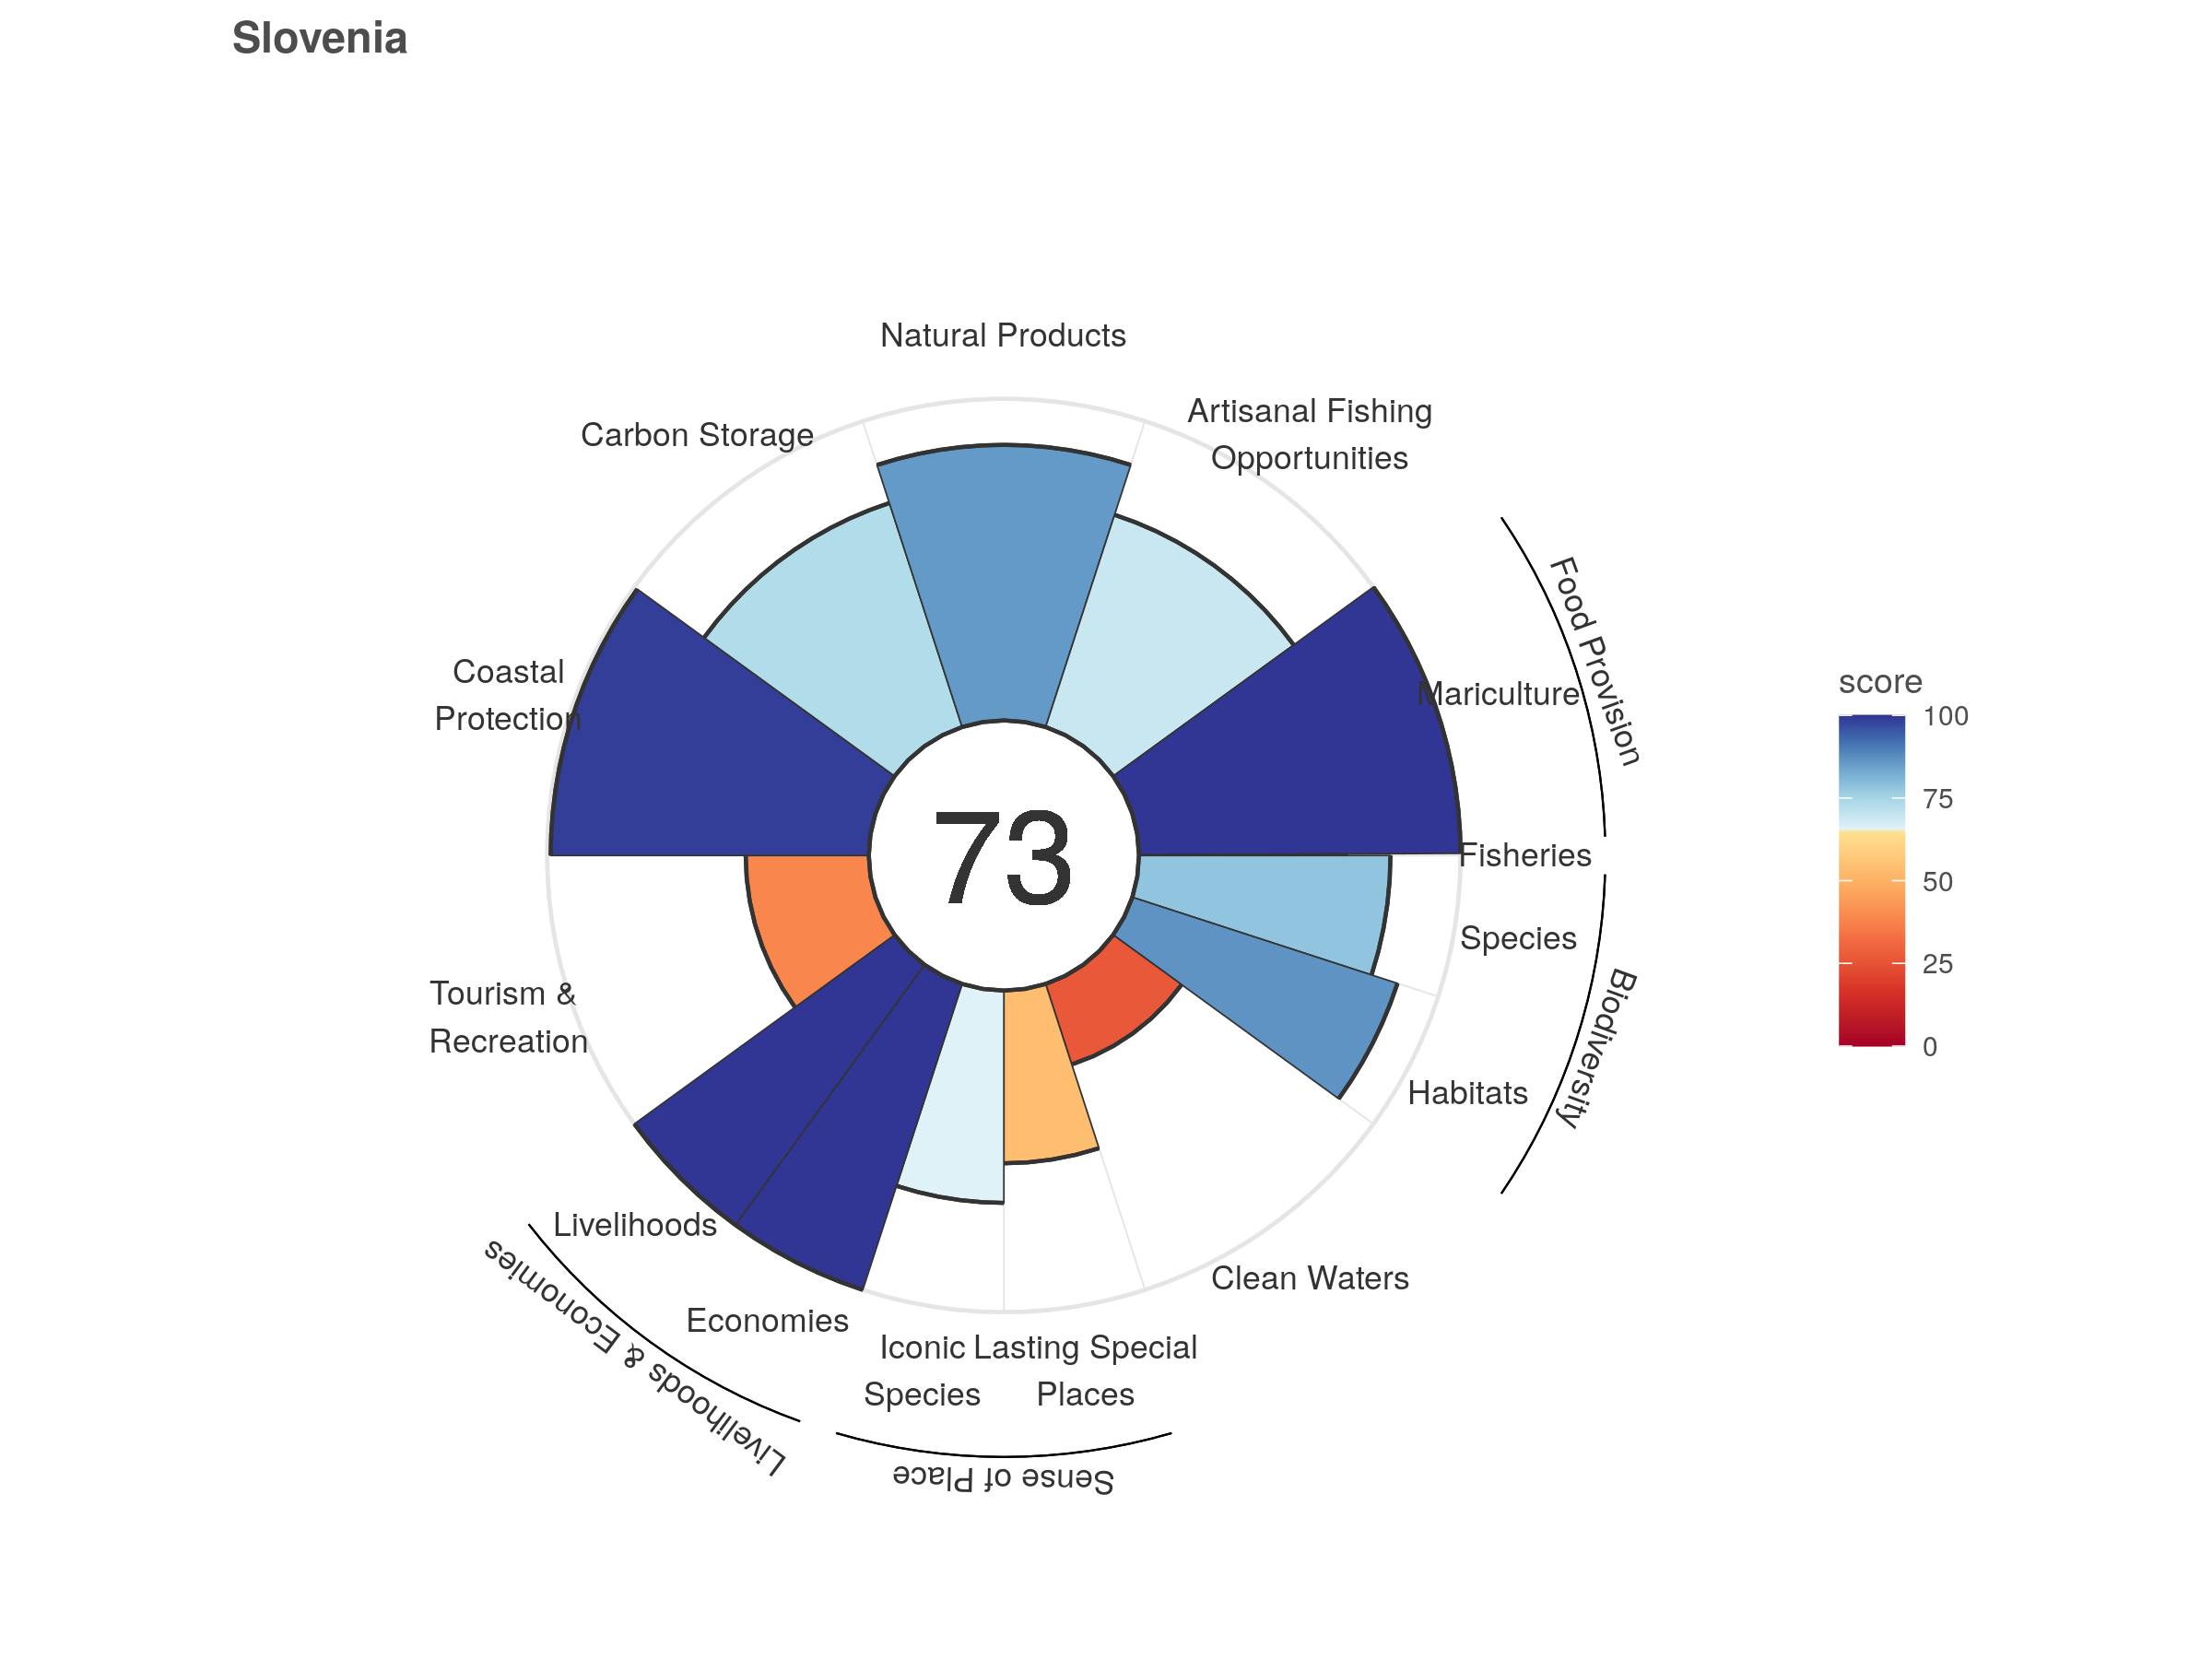 Slovenia
Natural Products
Artisanal Fishing
Opportunities
Carbon Storage
Food Provision
Coastal
Protection
Mariculture
score
100
75
50
25
0
73
Fisheries
Species
Biodiversity
Tourism &
Recreation
Habitats
Livelihoods
Clean Waters
Economies
Livelihoods & Economies
Iconic
Species
Lasting Special
Places
Sense of Place